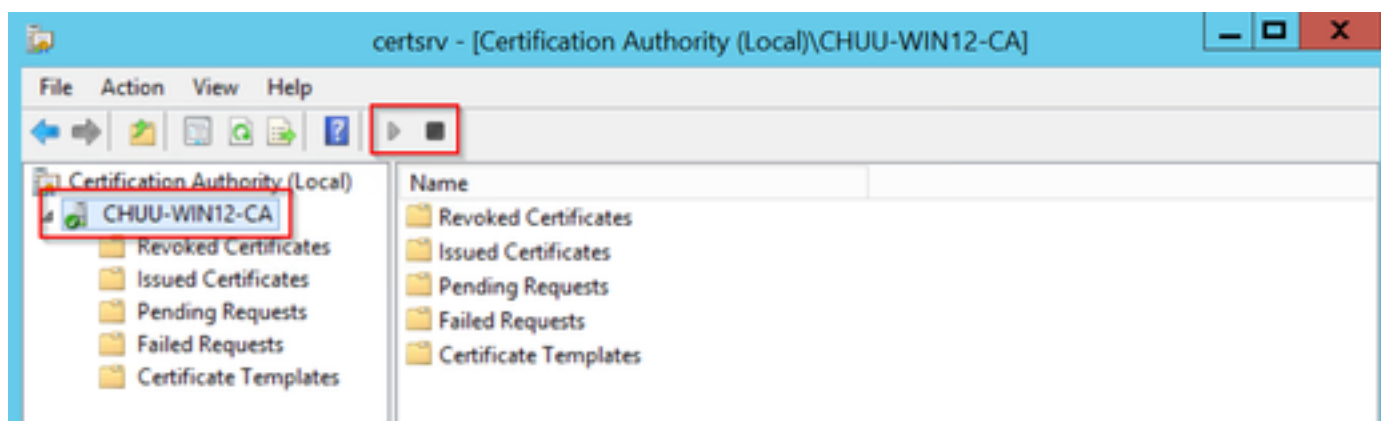 certsrv - [Certification Authority (Local)\CHUU-WIN12-CA]
File Action View Help
Certification Authority (Local)
CHUU-WIN12-CA
Revoked Certificates
Issued Certificates
Pending Requests
Failed Requests
Certificate Templates
Name
Revoked Certificates
Issued Certificates
Pending Requests
Failed Requests
Certificate Templates